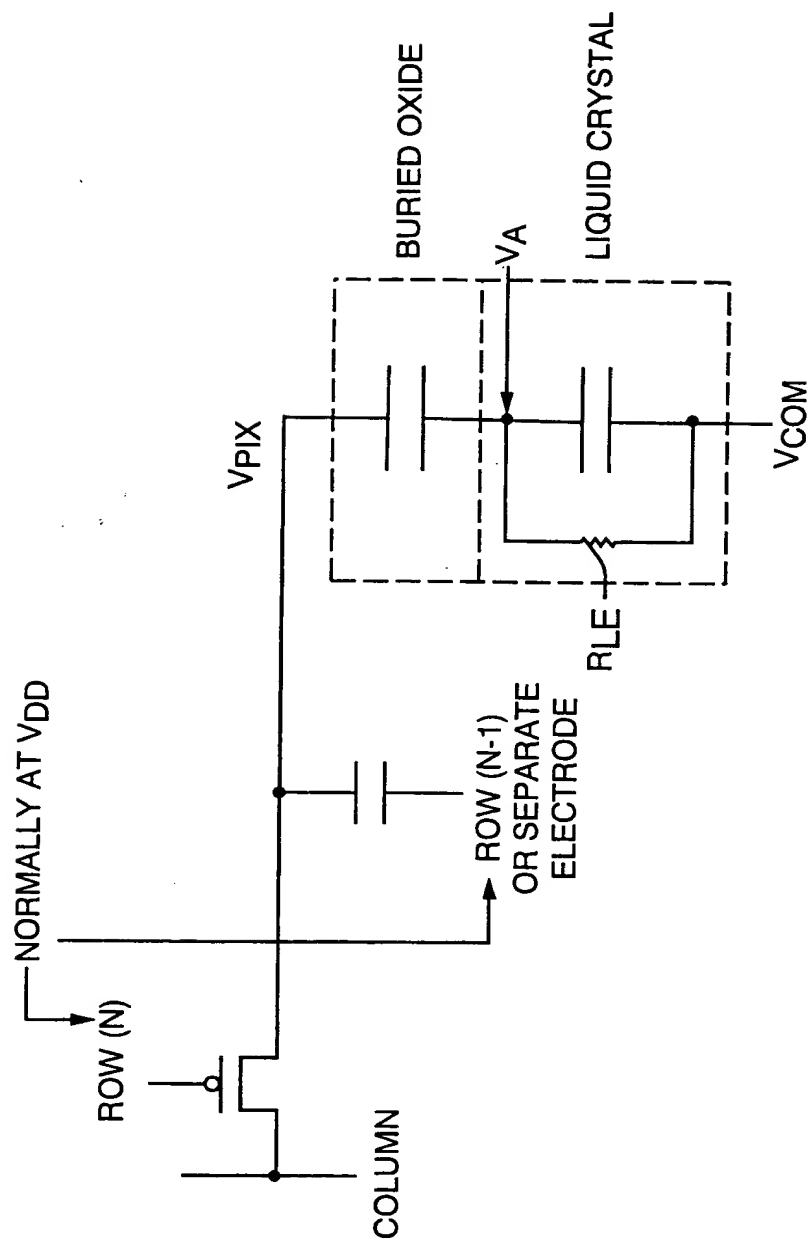 NORMALLY AT VDD
ROW (N)
COLUMN
ROW (N-1)
OR SEPARATE
ELECTRODE
VPIX
BURIED OXIDE
VA
LIQUID CRYSTAL
RLE
VCOM